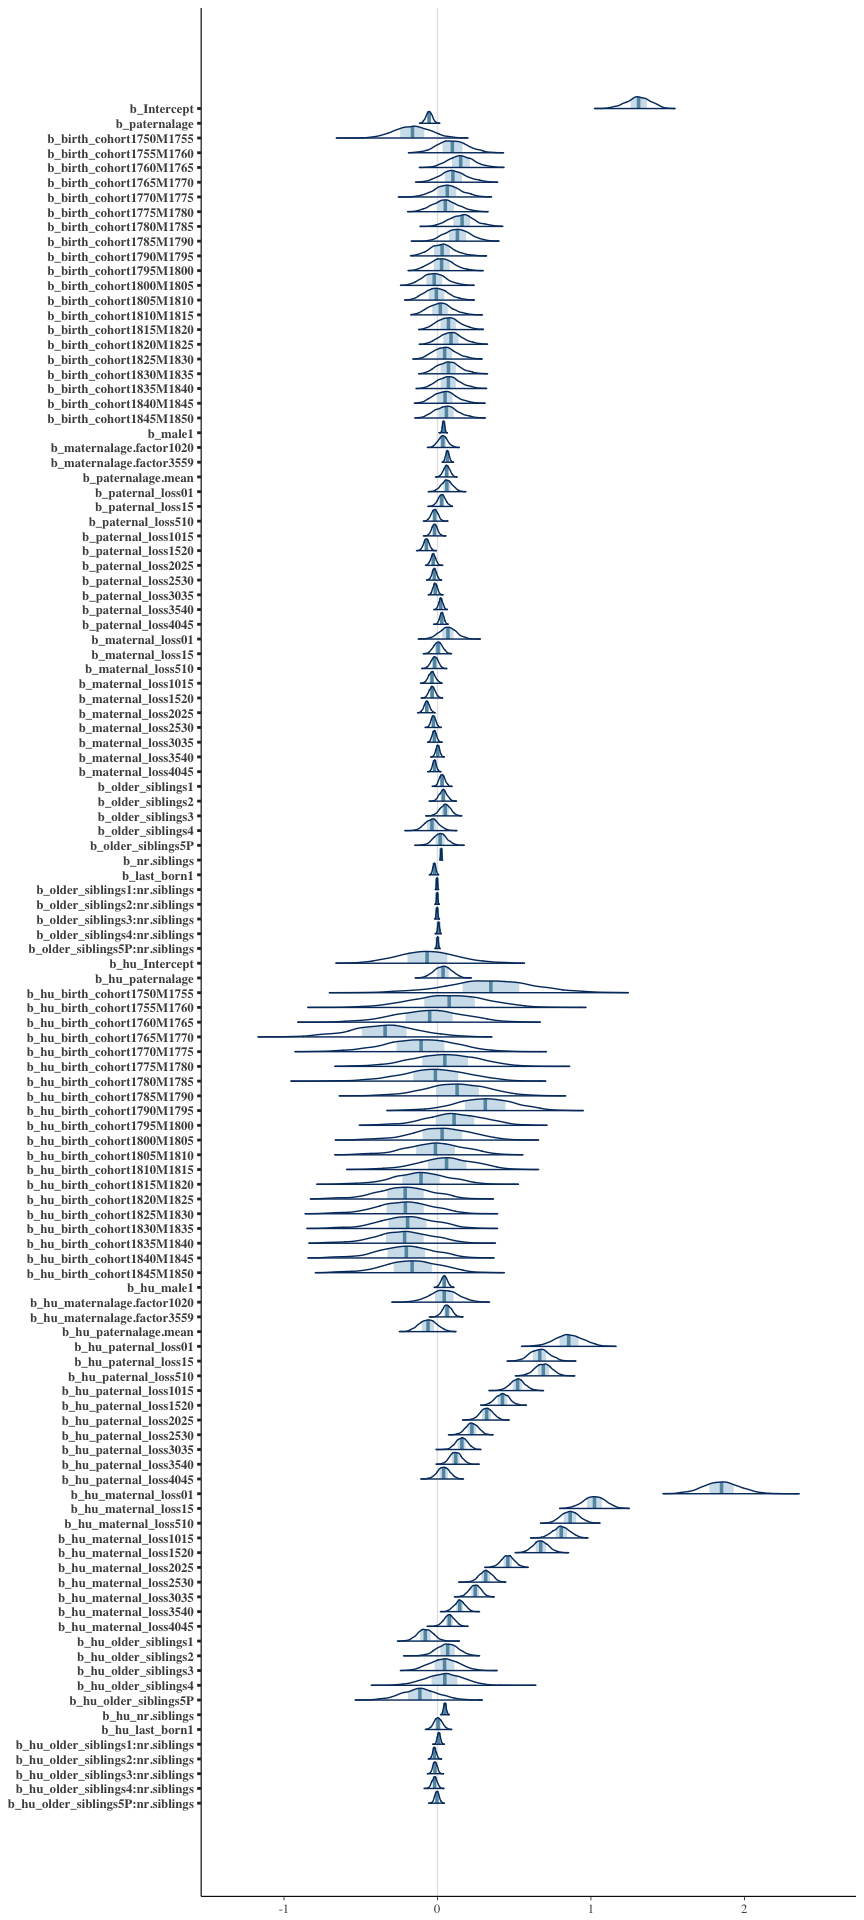 b_Intercept
b_paternalage
b_birth_cohort1750M1755
b_birth_cohort1755M1760
b_birth_cohort1760M1765
b_birth_cohort1765M1770
b_birth_cohort1770M1775
b_birth_cohort1775M1780
b_birth_cohort1780M1785
b_birth_cohort1785M1790
b_birth_cohort1790M1795
b_birth_cohort1795M1800
b_birth_cohort1800M1805
b_birth_cohort1805M1810
b_birth_cohort1810M1815
b_birth_cohort1815M1820
b_birth_cohort1820M1825
b_birth_cohort1825M1830
b_birth_cohort1830M1835
b_birth_cohort1835M1840
b_birth_cohort1840M1845
b_birth_cohort1845M1850
b_male1
b_maternalage.factor1020
b_maternalage.factor3559
b_paternalage.mean
b_paternal_loss01
b_paternal_loss15
b_paternal_loss510
b_paternal_loss1015
b_paternal_loss1520
b_paternal_loss2025
b_paternal_loss2530
b_paternal_loss3035
b_paternal_loss3540
b_paternal_loss4045
b_maternal_loss01
b_maternal_loss15
b_maternal_loss510
b_maternal_loss1015
b_maternal_loss1520
b_maternal_loss2025
b_maternal_loss2530
b_maternal_loss3035
b_maternal_loss3540
b_maternal_loss4045
b_older_siblings1
b_older_siblings2
b_older_siblings3
b_older_siblings4
b_older_siblings5P
b_nr.siblings
b_last_born1
b_older_siblings1:nr.siblings
b_older_siblings2:nr.siblings
b_older_siblings3:nr.siblings
b_older_siblings4:nr.siblings
b_older_siblings5P:nr.siblings
b_hu_Intercept
b_hu_paternalage
b_hu_birth_cohort1750M1755
b_hu_birth_cohort1755M1760
b_hu_birth_cohort1760M1765
b_hu_birth_cohort1765M1770
b_hu_birth_cohort1770M1775
b_hu_birth_cohort1775M1780
b_hu_birth_cohort1780M1785
b_hu_birth_cohort1785M1790
b_hu_birth_cohort1790M1795
b_hu_birth_cohort1795M1800
b_hu_birth_cohort1800M1805
b_hu_birth_cohort1805M1810
b_hu_birth_cohort1810M1815
b_hu_birth_cohort1815M1820
b_hu_birth_cohort1820M1825
b_hu_birth_cohort1825M1830
b_hu_birth_cohort1830M1835
b_hu_birth_cohort1835M1840
b_hu_birth_cohort1840M1845
b_hu_birth_cohort1845M1850
b_hu_male1
b_hu_maternalage.factor1020
b_hu_maternalage.factor3559
b_hu_paternalage.mean
b_hu_paternal_loss01
b_hu_paternal_loss15
b_hu_paternal_loss510
b_hu_paternal_loss1015
b_hu_paternal_loss1520
b_hu_paternal_loss2025
b_hu_paternal_loss2530
b_hu_paternal_loss3035
b_hu_paternal_loss3540
b_hu_paternal_loss4045
b_hu_maternal_loss01
b_hu_maternal_loss15
b_hu_maternal_loss510
b_hu_maternal_loss1015
b_hu_maternal_loss1520
b_hu_maternal_loss2025
b_hu_maternal_loss2530
b_hu_maternal_loss3035
b_hu_maternal_loss3540
b_hu_maternal_loss4045
b_hu_older_siblings1
b_hu_older_siblings2
b_hu_older_siblings3
b_hu_older_siblings4
b_hu_older_siblings5P
b_hu_nr.siblings
b_hu_last_born1
b_hu_older_siblings1:nr.siblings
b_hu_older_siblings2:nr.siblings
b_hu_older_siblings3:nr.siblings
b_hu_older_siblings4:nr.siblings
b_hu_older_siblings5P:nr.siblings
-1 0 1 2